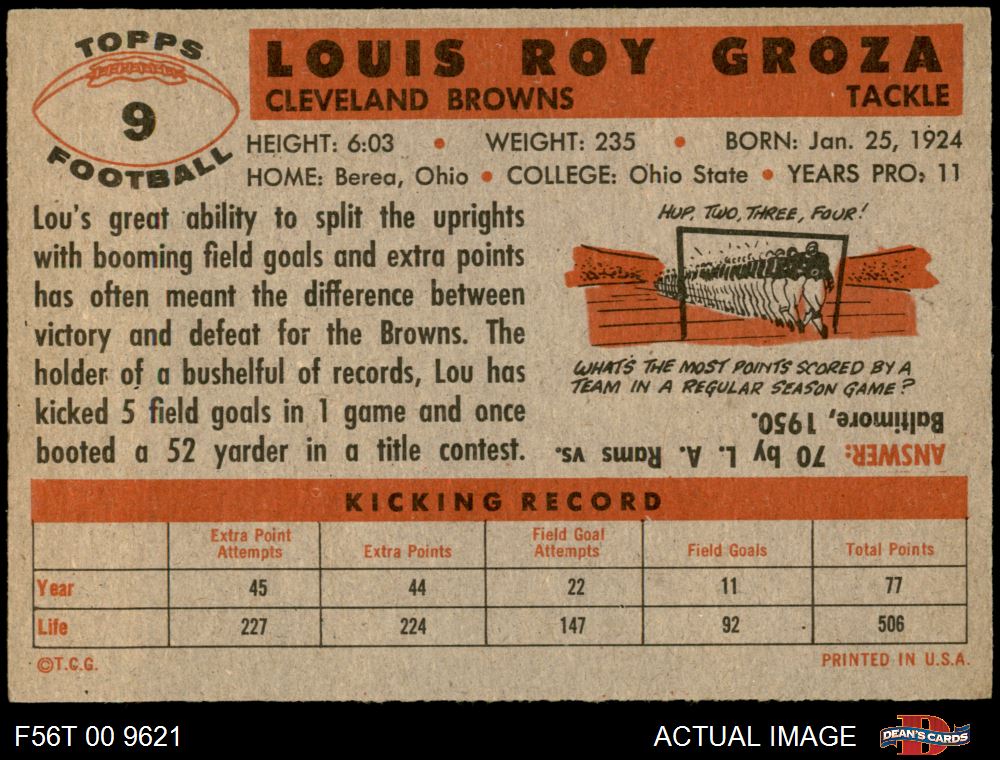 TOPPS
9
FOOTBALL
LOUIS ROY GROZA
CLEVELAND BROWNS TACKLE
HEIGHT: 6:03 • WEIGHT: 235 • BORN: Jan. 25, 1924
HOME: Berea, Ohio • COLLEGE: Ohio State • YEARS PRO: 11
Lou's great ability to split the uprights
with booming field goals and extra points
has often meant the difference between
victory and defeat for the Browns. The
holder of a bushelful of records, Lou has
kicked 5 field goals in 1 game and once
booted a 52 yarder in a title contest.
HUP, TWO, THREE, FOUR!
WHAT'S THE MOST POINTS SCORED BY A
TEAM IN A REGULAR SEASON GAME?
ANSWER: 70 by L. A. Rams vs.
Baltimore, 1950.
KICKING RECORD
Extra Point Attempts Extra Points Field Goal Attempts Field Goals Total Points
Year 45 44 22 11 77
Life 227 224 147 92 506
©T.C.G. PRINTED IN U.S.A.
F56T 00 9621 ACTUAL IMAGE D DEAN'S CARDS